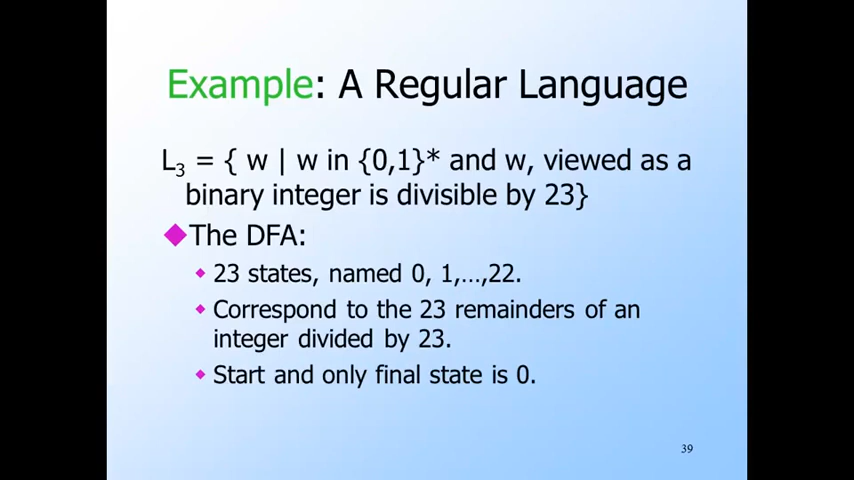 Example: A Regular Language
L3 = { w | w in {0,1}* and w, viewed as a
binary integer is divisible by 23}
The DFA:
23 states, named 0, 1,…,22.
Correspond to the 23 remainders of an
integer divided by 23.
Start and only final state is 0.
39